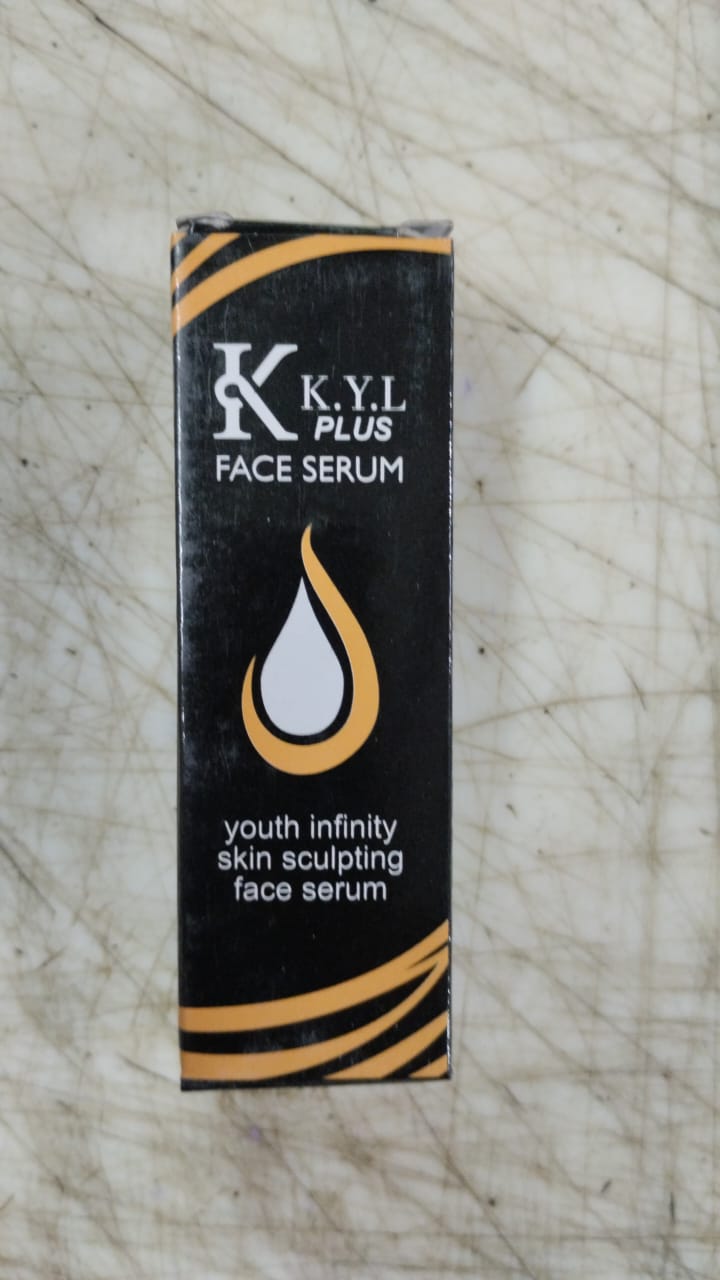 K K.Y.L
PLUS
FACE SERUM
youth infinity
skin sculpting
face serum